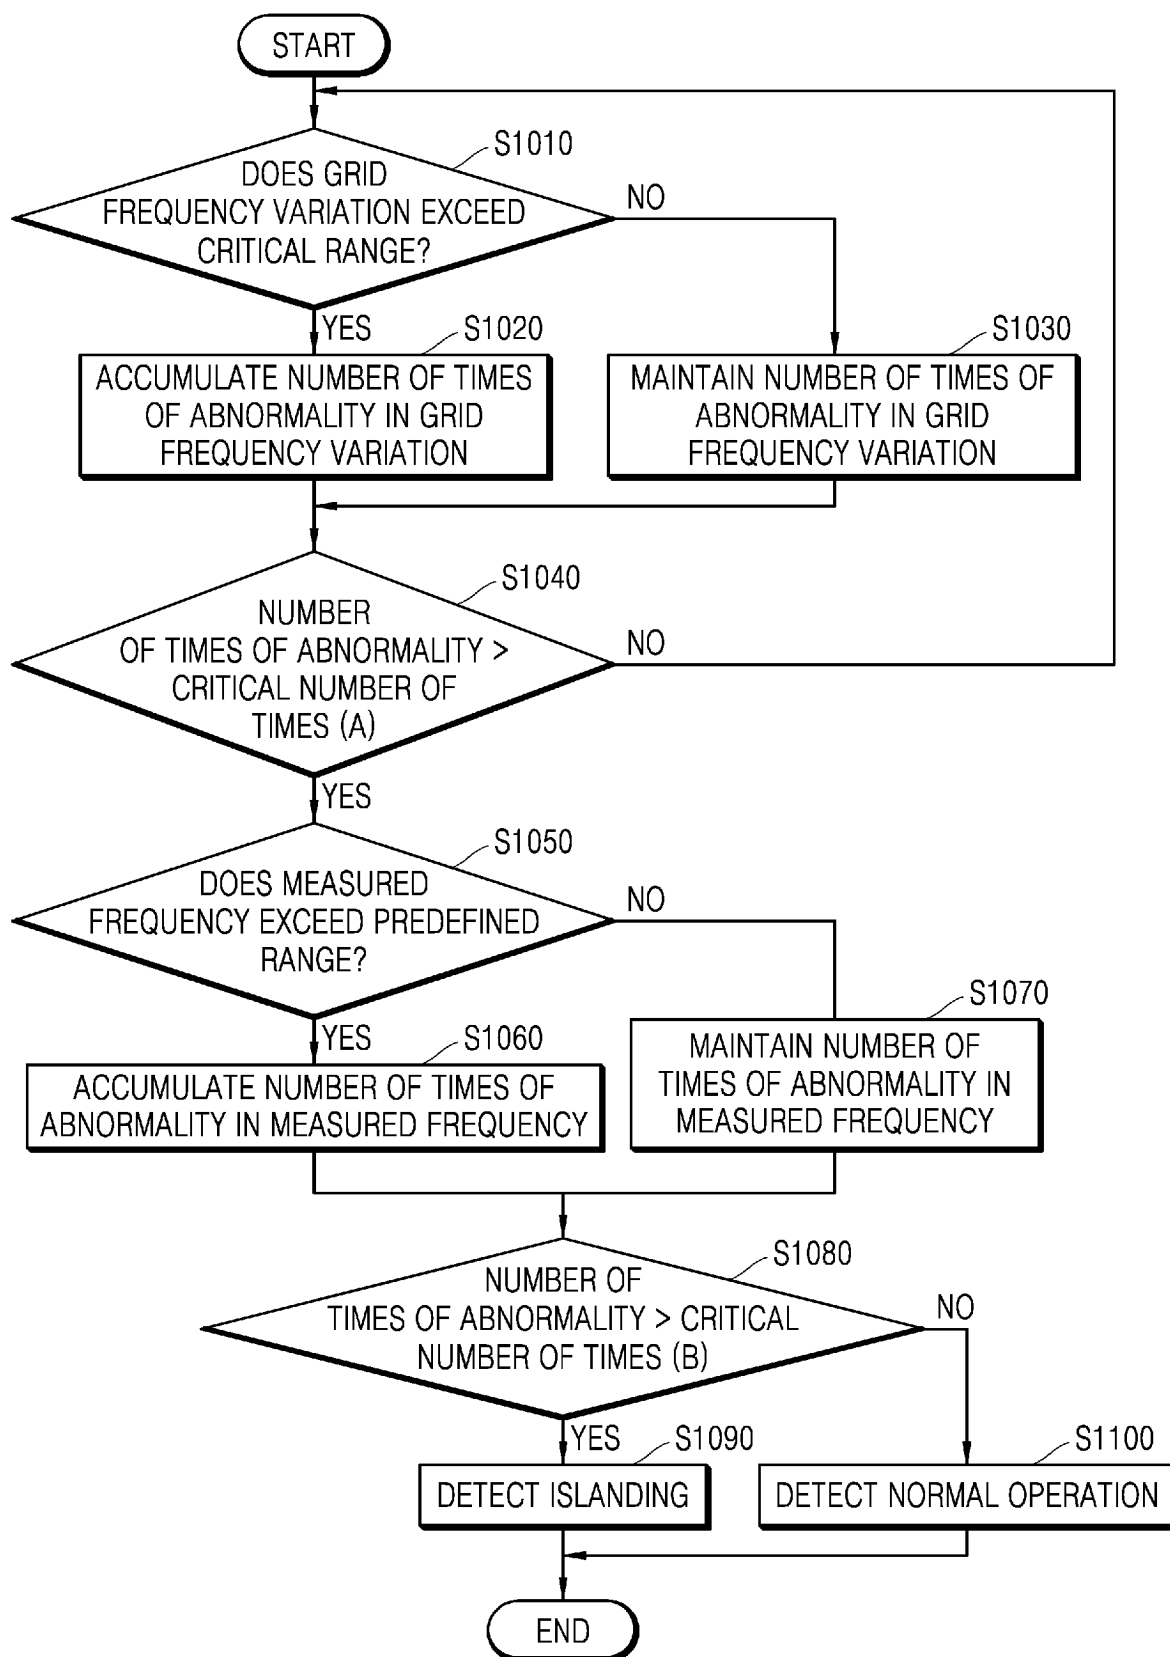 START
S1010
DOES GRID
FREQUENCY VARIATION EXCEED
CRITICAL RANGE?
NO
YES
S1020
ACCUMULATE NUMBER OF TIMES
OF ABNORMALITY IN GRID
FREQUENCY VARIATION
S1030
MAINTAIN NUMBER OF TIMES OF
ABNORMALITY IN GRID
FREQUENCY VARIATION
S1040
NUMBER
OF TIMES OF ABNORMALITY >
CRITICAL NUMBER OF
TIMES (A)
NO
YES
S1050
DOES MEASURED
FREQUENCY EXCEED PREDEFINED
RANGE?
NO
YES
S1060
ACCUMULATE NUMBER OF TIMES OF
ABNORMALITY IN MEASURED FREQUENCY
S1070
MAINTAIN NUMBER OF
TIMES OF ABNORMALITY IN
MEASURED FREQUENCY
S1080
NUMBER OF
TIMES OF ABNORMALITY > CRITICAL
NUMBER OF TIMES (B)
NO
YES
S1090
DETECT ISLANDING
S1100
DETECT NORMAL OPERATION
END